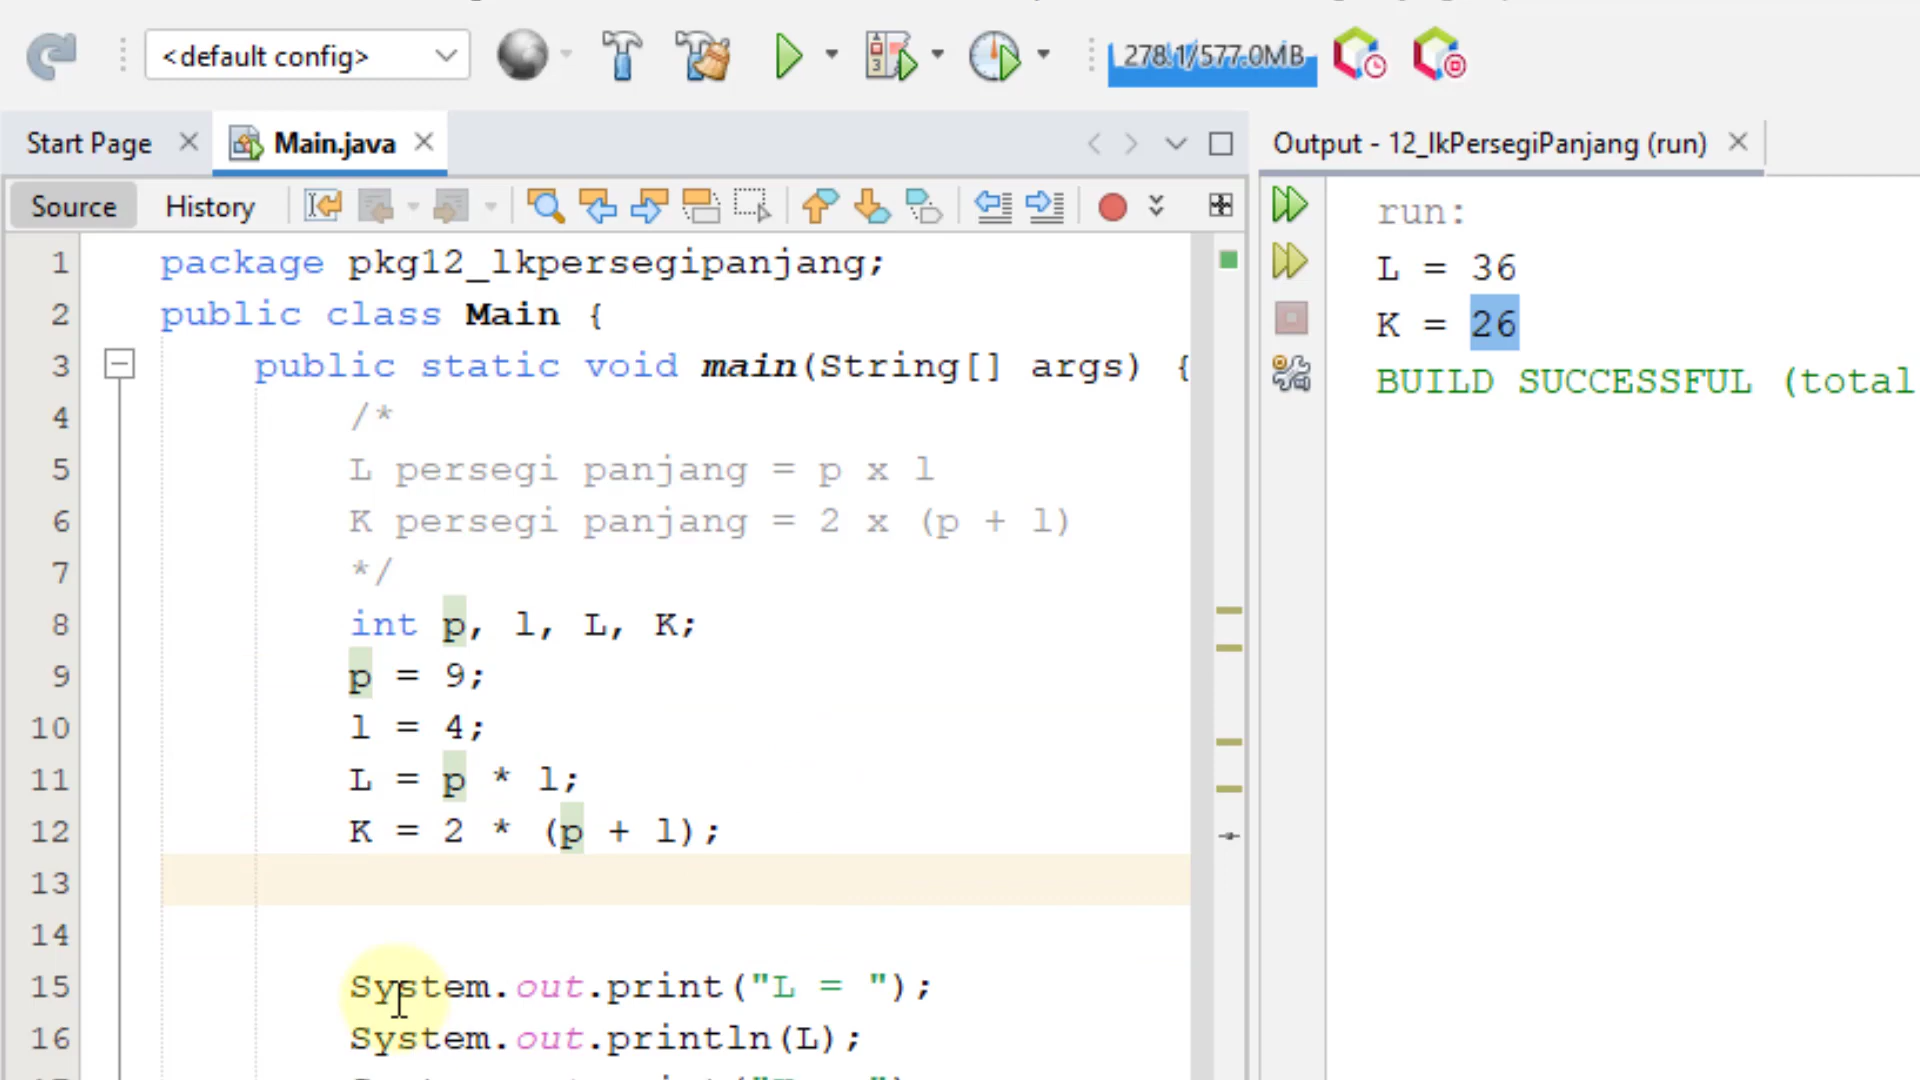 <default config>
278.1/577.0MB
Start Page
Main.java
Output - 12_lkPersegiPanjang (run)
Source
History
1 package pkg12_lkpersegipanjang;
2 public class Main {
3 public static void main(String[] args) {
4 /*
5 L persegi panjang = p x l
6 K persegi panjang = 2 x (p + l)
7 */
8 int p, l, L, K;
9 p = 9;
10 l = 4;
11 L = p * l;
12 K = 2 * (p + l);
13
14
15 System.out.print("L = ");
16 System.out.println(L);
run:
L = 36
K = 26
BUILD SUCCESSFUL (total